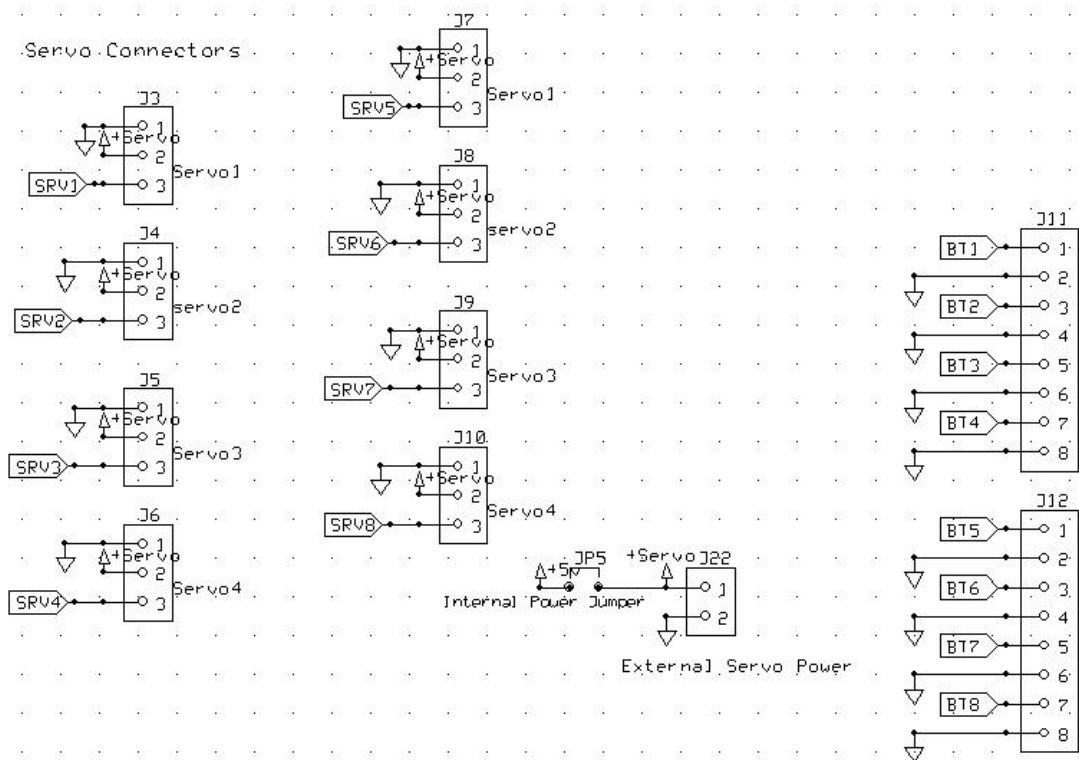 Servo Connectors
J3
1
+Servo
2
Servo1
SRV1
3
J4
1
+Servo
2
servo2
SRV2
3
J5
1
+Servo
2
Servo3
SRV3
3
J6
1
+Servo
2
Servo4
SRV4
3
J7
1
+Servo
2
Servo1
SRV5
3
J8
1
+Servo
2
servo2
SRV6
3
J9
1
+Servo
2
Servo3
SRV7
3
J10
1
+Servo
2
Servo4
SRV8
3
+5v
JP5
+Servo
J22
1
Internal Power Jumper
2
External Servo Power
J11
BT1
1
2
BT2
3
4
BT3
5
6
BT4
7
8
J12
BT5
1
2
BT6
3
4
BT7
5
6
BT8
7
8